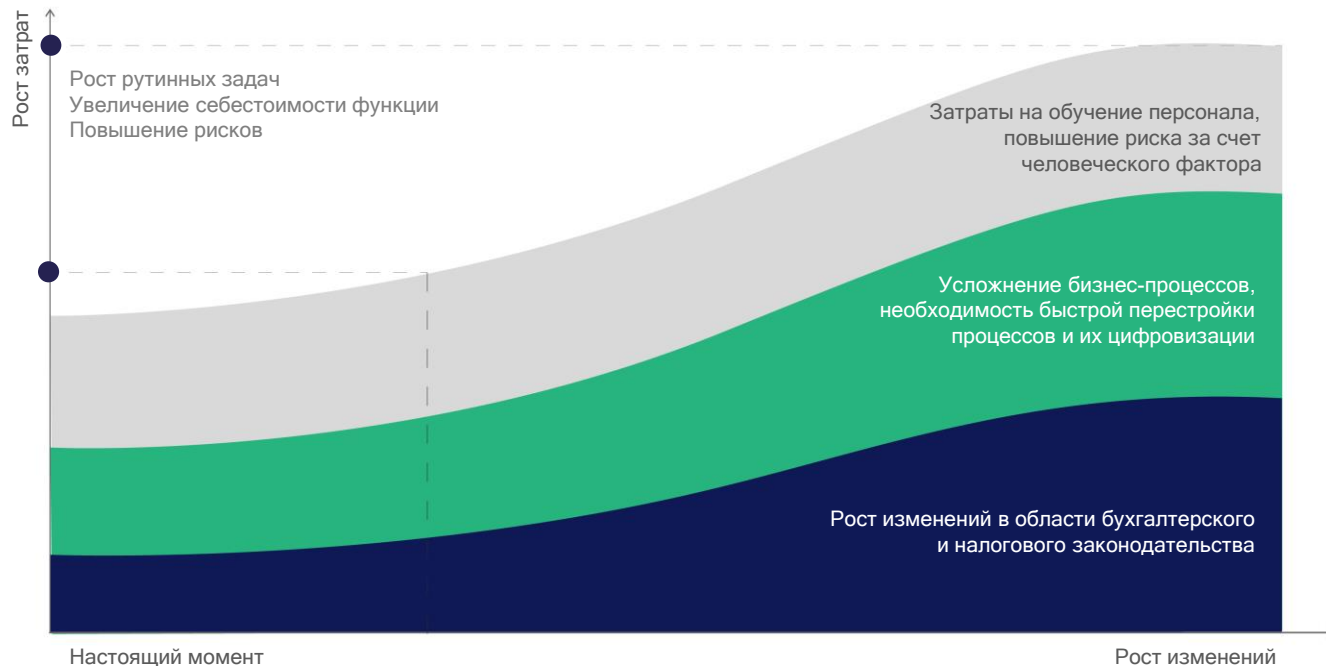 Рост затрат
Рост рутинных задач
Увеличение себестоимости функции
Повышение рисков
Затраты на обучение персонала,
повышение риска за счет
человеческого фактора
Усложнение бизнес-процессов,
необходимость быстрой перестройки
процессов и их цифровизации
Рост изменений в области бухгалтерского
и налогового законодательства
Настоящий момент
Рост изменений